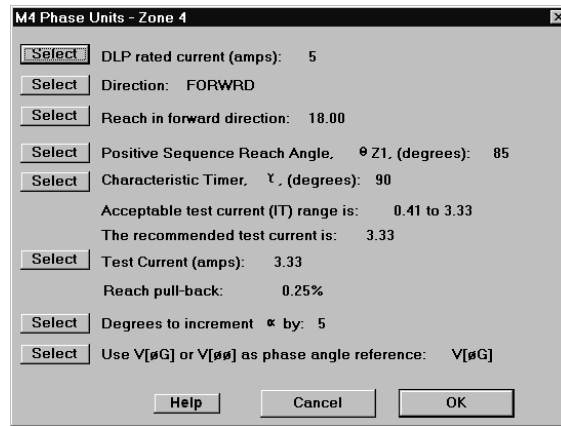 M4 Phase Units - Zone 4
Select DLP rated current (amps): 5
Select Direction: FORWRD
Select Reach in forward direction: 18.00
Select Positive Sequence Reach Angle, θ Z1, (degrees): 85
Select Characteristic Timer, τ, (degrees): 90
Acceptable test current (IT) range is: 0.41 to 3.33
The recommended test current is: 3.33
Select Test Current (amps): 3.33
Reach pull-back: 0.25%
Select Degrees to increment α by: 5
Select Use V[øG] or V[øø] as phase angle reference: V[øG]
Help Cancel OK